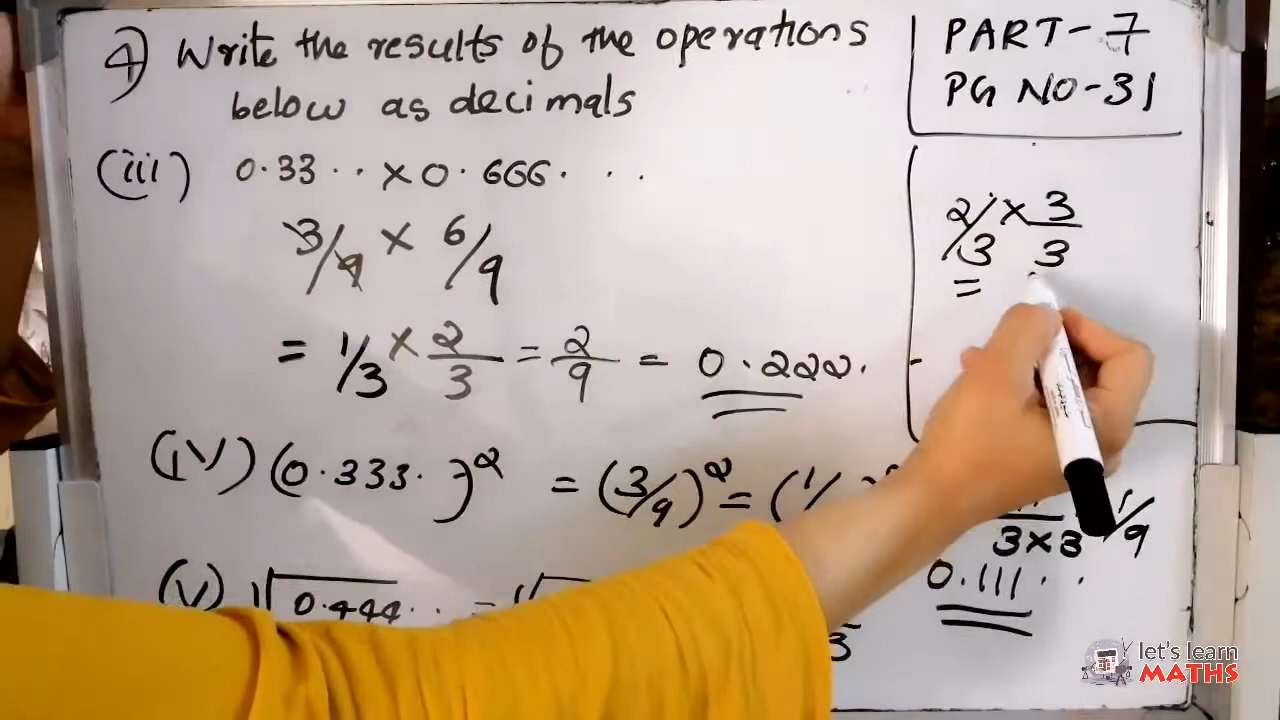 4) Write the results of the operations
below as decimals
PART-7
PG NO-31
(iii) 0.33.. × 0.666. ...
3/9 × 6/9
= 1/3 × 2/3 = 2/9 = 0.222.
2/3 × 3/3
=
(iv) (0.333. )² = (3/9)² = (1/
3×3 1/9
0.111...
(v) √0.444.. = √
3
let's learn
MATHS